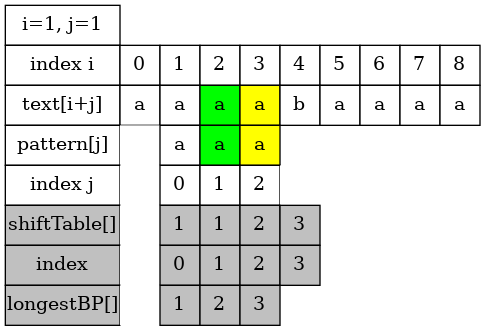 i=1, j=1
index i 0 1 2 3 4 5 6 7 8
text[i+j] a a a a b a a a a
pattern[j] a a a
index j 0 1 2
shiftTable[] 1 1 2 3
index 0 1 2 3
longestBP[] 1 2 3